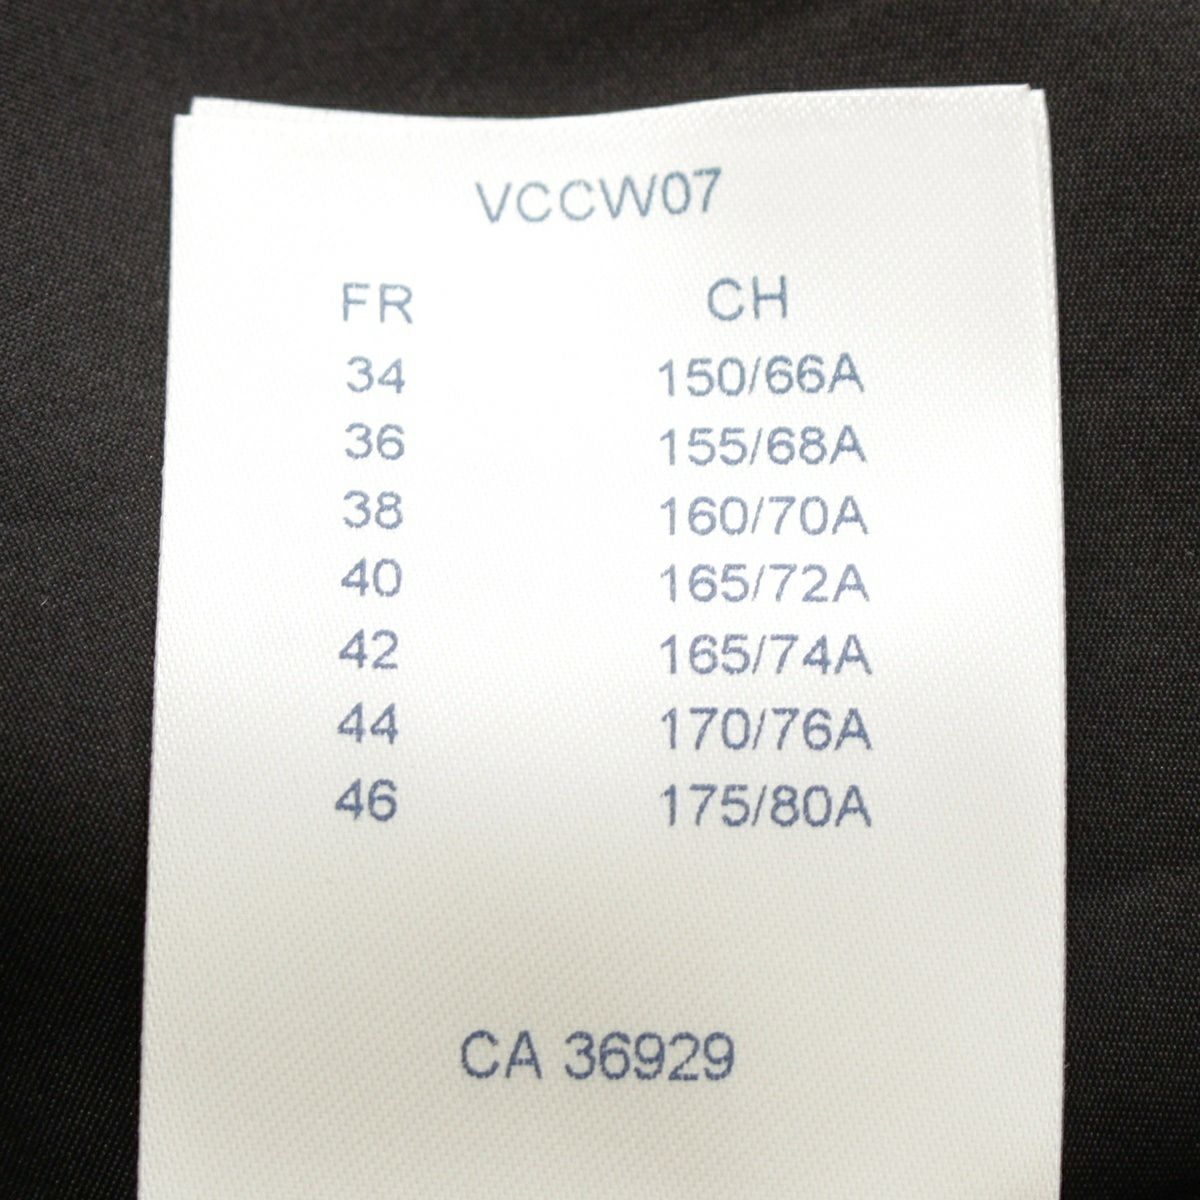 VCCW07
FR CH
34 150/66A
36 155/68A
38 160/70A
40 165/72A
42 165/74A
44 170/76A
46 175/80A
CA 36929